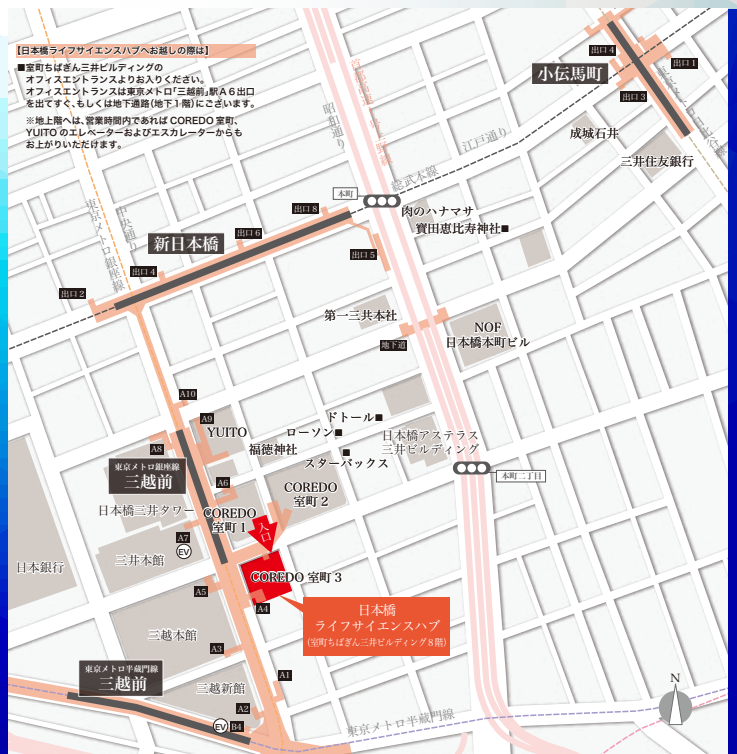 【日本橋ライフサイエンスハブへお越しの際は】
■室町ちばぎん三井ビルディングの
オフィスエントランスよりお入りください。
オフィスエントランスは東京メトロ「三越前」駅A6出口
を出てすぐ、もしくは地下通路(地下1階)にございます。
※地上階へは、営業時間内であれば COREDO 室町、
YUITO のエレベーターおよびエスカレーターからも
お上がりいただけます。
出口4
出口1
小伝馬町
出口3
首都高速 1号上野線
昭和通り
江戸通り
成城石井
三井住友銀行
総武本線
本町
肉のハナマサ
寶田恵比寿神社■
東京メトロ銀座線
中央通り
出口8
出口6
新日本橋
出口5
出口4
出口2
第一三共本社
NOF
日本橋本町ビル
地下道
A10
A9
YUITO
ドトール■
ローソン■
福徳神社
■
スターバックス
日本橋アステラス
三井ビルディング
A8
東京メトロ銀座線
三越前
A6
本町二丁目
COREDO
室町2
日本橋三井タワー
COREDO
室町1
入口
A7
EV
三井本館
日本銀行
COREDO 室町3
A5
A4
日本橋
ライフサイエンスハブ
(室町ちばぎん三井ビルディング8階)
三越本館
A3
東京メトロ半蔵門線
三越前
A1
三越新館
A2
EV
B4
東京メトロ半蔵門線
N